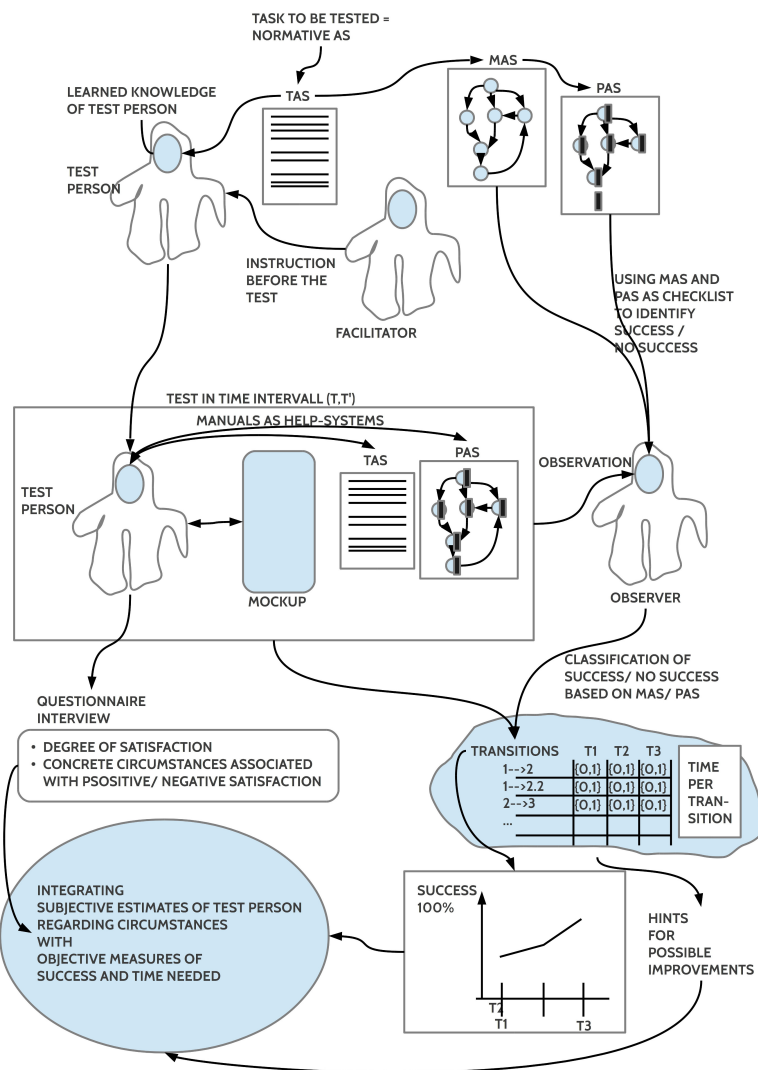 TASK TO BE TESTED =
NORMATIVE AS
MAS
PAS
TAS
LEARNED KNOWLEDGE
OF TEST PERSON
TEST
PERSON
INSTRUCTION
BEFORE THE
TEST
FACILITATOR
USING MAS AND
PAS AS CHECKLIST
TO IDENTIFY
SUCCESS /
NO SUCCESS
TEST IN TIME INTERVALL (T,T')
MANUALS AS HELP-SYSTEMS
TAS
PAS
OBSERVATION
TEST
PERSON
MOCKUP
OBSERVER
CLASSIFICATION OF
SUCCESS/ NO SUCCESS
BASED ON MAS/ PAS
QUESTIONNAIRE
INTERVIEW
• DEGREE OF SATISFACTION
• CONCRETE CIRCUMSTANCES ASSOCIATED
WITH PSOSITIVE/ NEGATIVE SATISFACTION
TRANSITIONS T1 T2 T3
1-->2 {0,1} {0,1} {0,1}
1-->2.2 {0,1} {0,1} {0,1}
2-->3 {0,1} {0,1} {0,1}
...
TIME
PER
TRAN-
SITION
INTEGRATING
SUBJECTIVE ESTIMATES OF TEST PERSON
REGARDING CIRCUMSTANCES
WITH
OBJECTIVE MEASURES OF
SUCCESS AND TIME NEEDED
SUCCESS
100%
T2
T1 T3
HINTS
FOR
POSSIBLE
IMPROVEMENTS